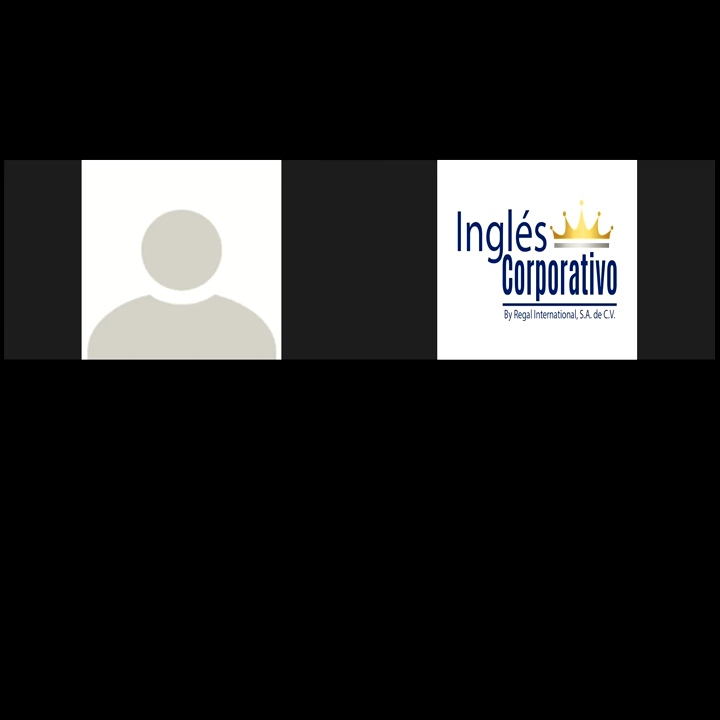 Inglés
Corporativo
By Regal International, S.A. de C.V.